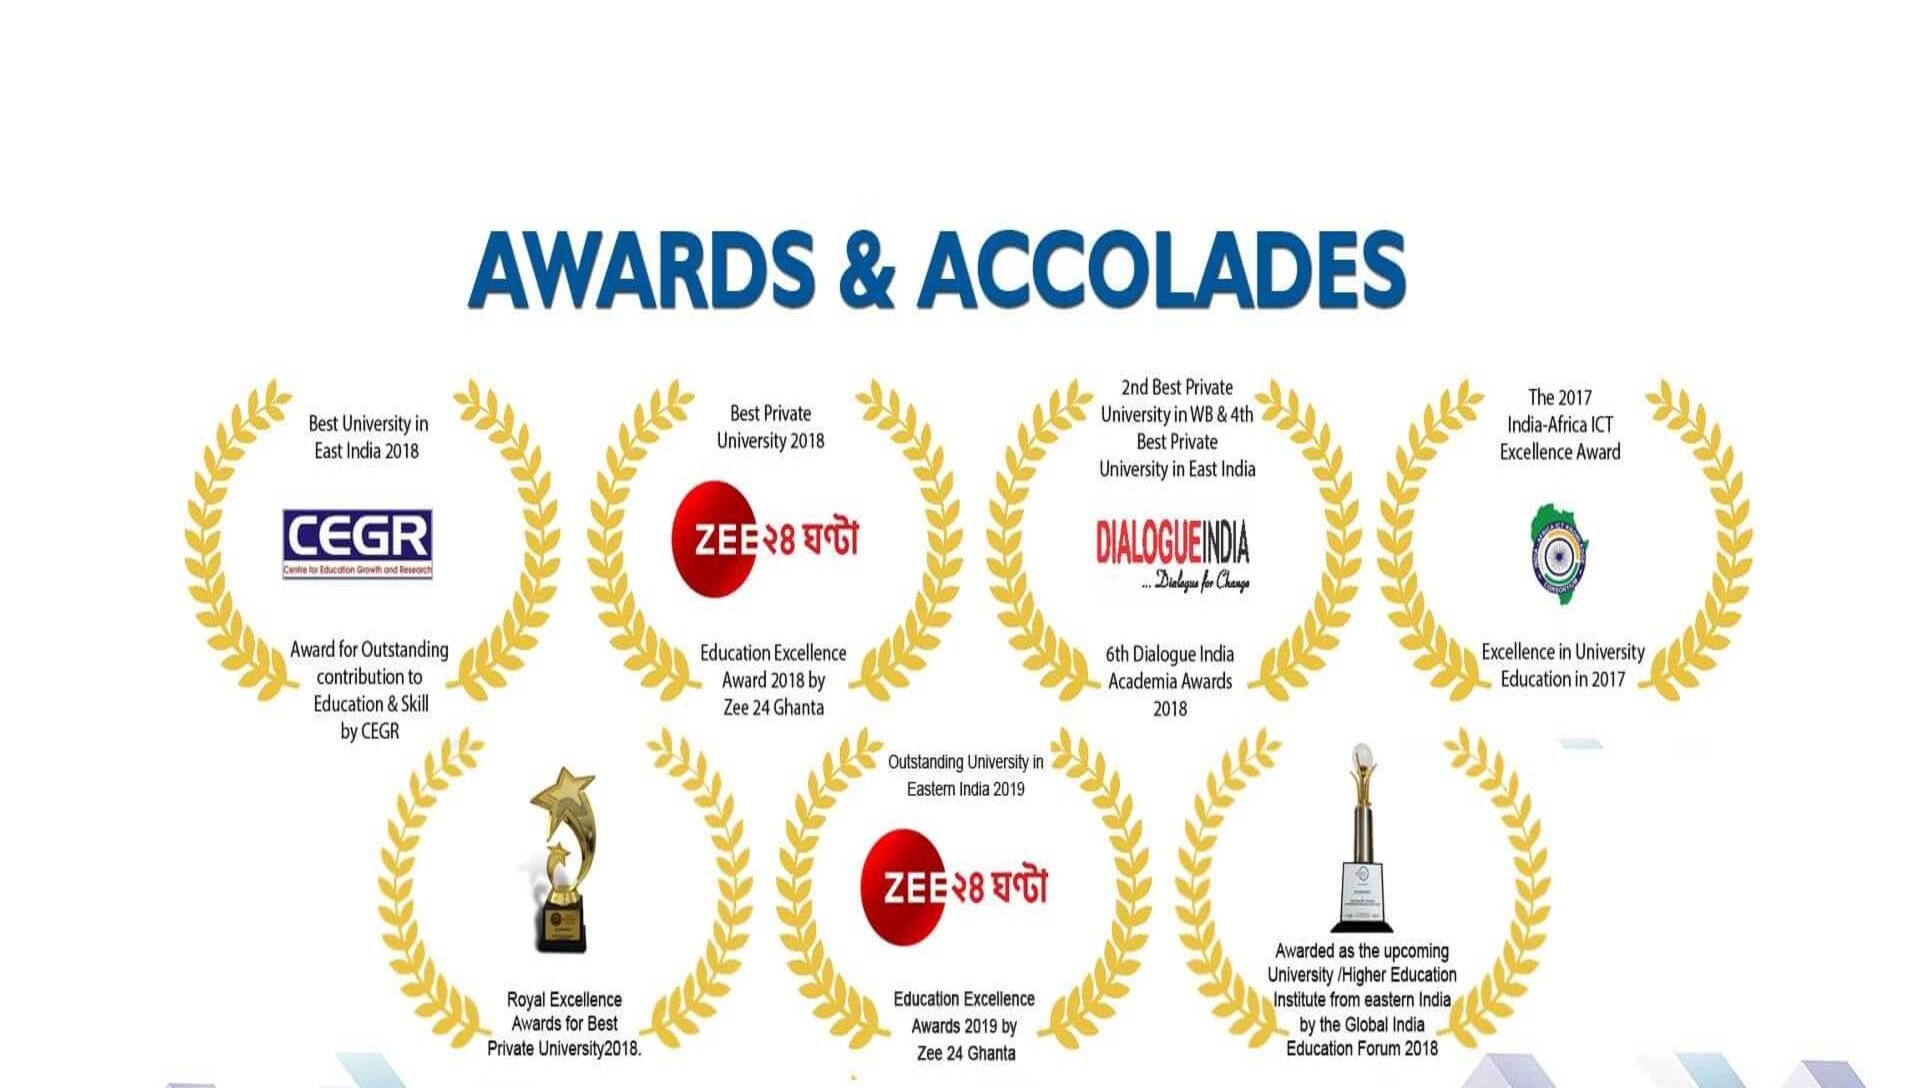 AWARDS & ACCOLADES
Best University in
East India 2018
CEGR
Centre for Education Growth and Research
Award for Outstanding
contribution to
Education & Skill
by CEGR
Best Private
University 2018
ZEE ২৪ ঘণ্টা
Education Excellence
Award 2018 by
Zee 24 Ghanta
2nd Best Private
University in WB & 4th
Best Private
University in East India
DIALOGUEINDIA
... Dialogue for Change
6th Dialogue India
Academia Awards
2018
The 2017
India-Africa ICT
Excellence Award
Excellence in University
Education in 2017
Royal Excellence
Awards for Best
Private University2018.
Outstanding University in
Eastern India 2019
ZEE ২৪ ঘণ্টা
Education Excellence
Awards 2019 by
Zee 24 Ghanta
Awarded as the upcoming
University /Higher Education
Institute from eastern India
by the Global India
Education Forum 2018